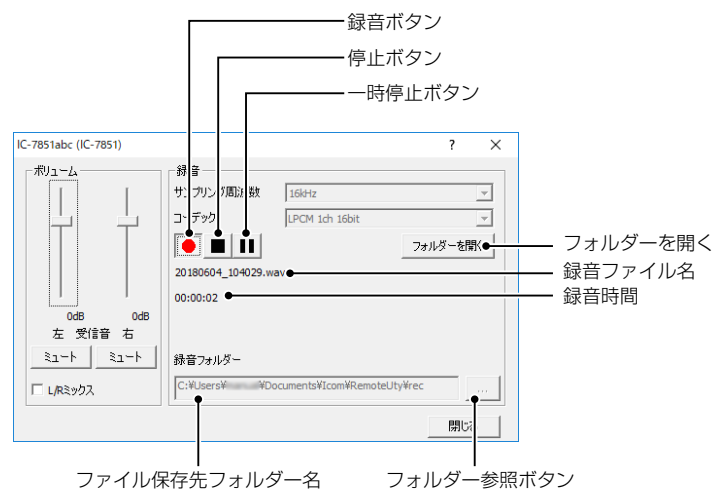 録音ボタン
停止ボタン
一時停止ボタン
IC-7851abc (IC-7851) ? ×
ボリューム
録音
サンプリング周波数 16kHz
コーデック LPCM 1ch 16bit
フォルダーを開く
フォルダーを開く
20180604_104029.wav
録音ファイル名
00:00:02
録音時間
0dB 0dB
左 受信音 右
ミュート ミュート
録音フォルダー
L/Rミックス
C:¥Users¥ ¥Documents¥Icom¥RemoteUty¥rec ...
閉じる
ファイル保存先フォルダー名
フォルダー参照ボタン